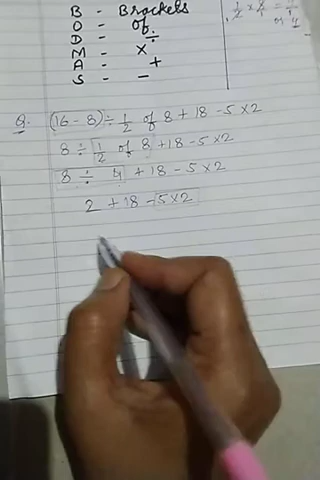 B - Brackets
O - of
D - ÷
M - ×
A - +
S - −
Q. (16 - 8) ÷ 1/2 of 8 + 18 - 5 × 2
8 ÷ 1/2 of 8 + 18 - 5 × 2
8 ÷ 4 + 18 - 5 × 2
2 + 18 - 5 × 2